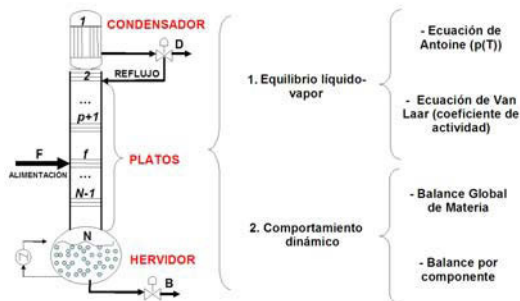 1
CONDENSADOR
D
2
REFLUJO
...
p+1
F
ALIMENTACIÓN
f
PLATOS
...
N-1
N
HERVIDOR
B
1. Equilibrio líquido-
vapor
- Ecuación de
Antoine (p(T))
- Ecuación de Van
Laar (coeficiente de
actividad)
2. Comportamiento
dinámico
- Balance Global
de Materia
- Balance por
componente